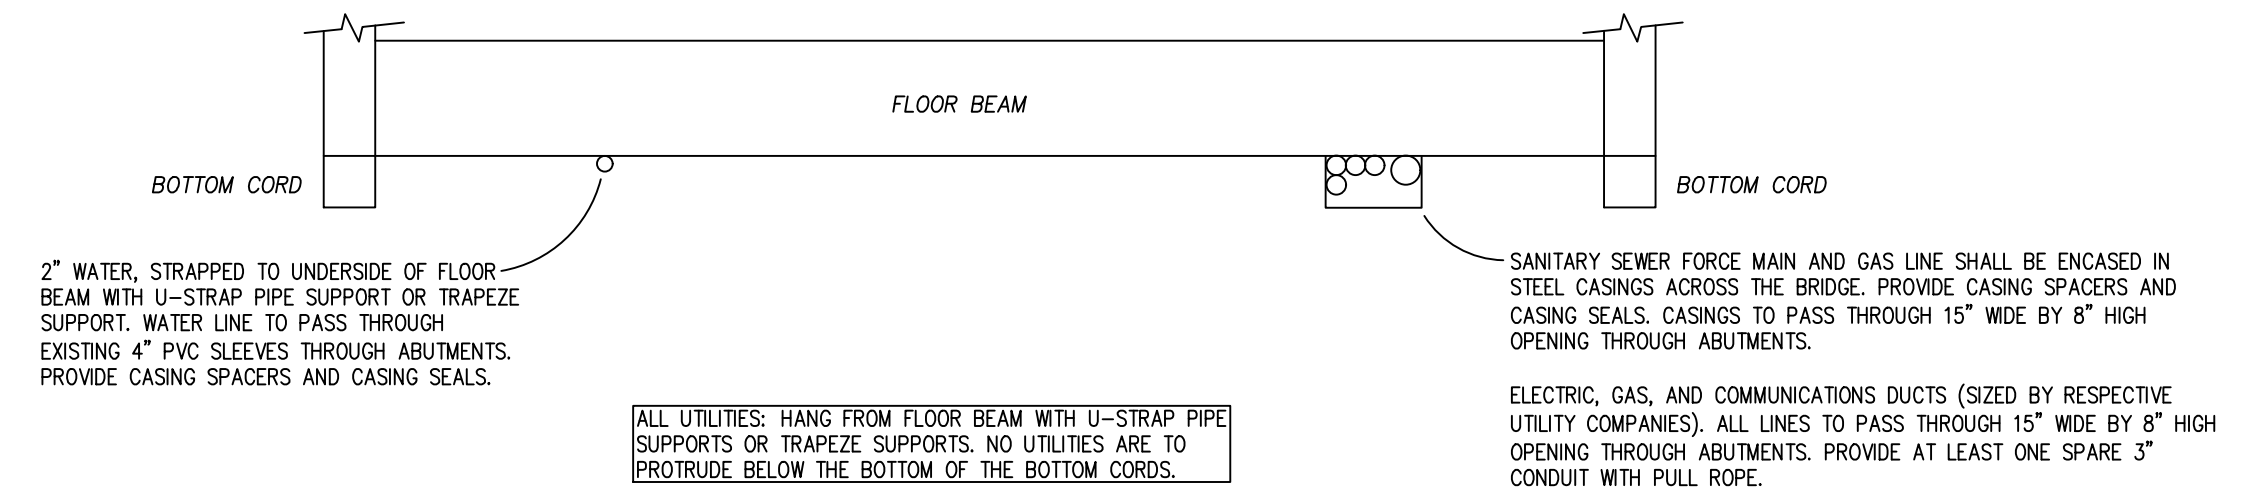 FLOOR BEAM
BOTTOM CORD
BOTTOM CORD
2" WATER, STRAPPED TO UNDERSIDE OF FLOOR
BEAM WITH U-STRAP PIPE SUPPORT OR TRAPEZE
SUPPORT. WATER LINE TO PASS THROUGH
EXISTING 4" PVC SLEEVES THROUGH ABUTMENTS.
PROVIDE CASING SPACERS AND CASING SEALS.
SANITARY SEWER FORCE MAIN AND GAS LINE SHALL BE ENCASED IN
STEEL CASINGS ACROSS THE BRIDGE. PROVIDE CASING SPACERS AND
CASING SEALS. CASINGS TO PASS THROUGH 15" WIDE BY 8" HIGH
OPENING THROUGH ABUTMENTS.
ELECTRIC, GAS, AND COMMUNICATIONS DUCTS (SIZED BY RESPECTIVE
UTILITY COMPANIES). ALL LINES TO PASS THROUGH 15" WIDE BY 8" HIGH
OPENING THROUGH ABUTMENTS. PROVIDE AT LEAST ONE SPARE 3"
CONDUIT WITH PULL ROPE.
ALL UTILITIES: HANG FROM FLOOR BEAM WITH U-STRAP PIPE
SUPPORTS OR TRAPEZE SUPPORTS. NO UTILITIES ARE TO
PROTRUDE BELOW THE BOTTOM OF THE BOTTOM CORDS.